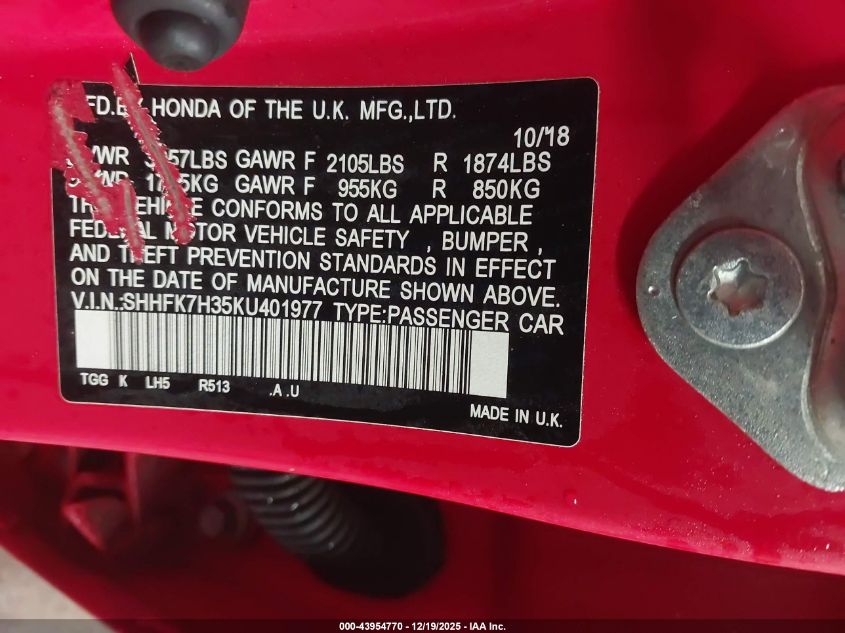 HONDA OF THE U.K. MFG.,LTD.
10/18
GAWR F 2105LBS R 1874LBS
GAWR F 955KG R 850KG
VEHICLE CONFORMS TO ALL APPLICABLE
MOTOR VEHICLE SAFETY , BUMPER ,
AND THEFT PREVENTION STANDARDS IN EFFECT
ON THE DATE OF MANUFACTURE SHOWN ABOVE.
V.I.N.:SHHFK7H35KU401977 TYPE:PASSENGER CAR
TGG K LH5 R513 .A .U
MADE IN U.K.
000-43954770 - 12/19/2025 - IAA Inc.